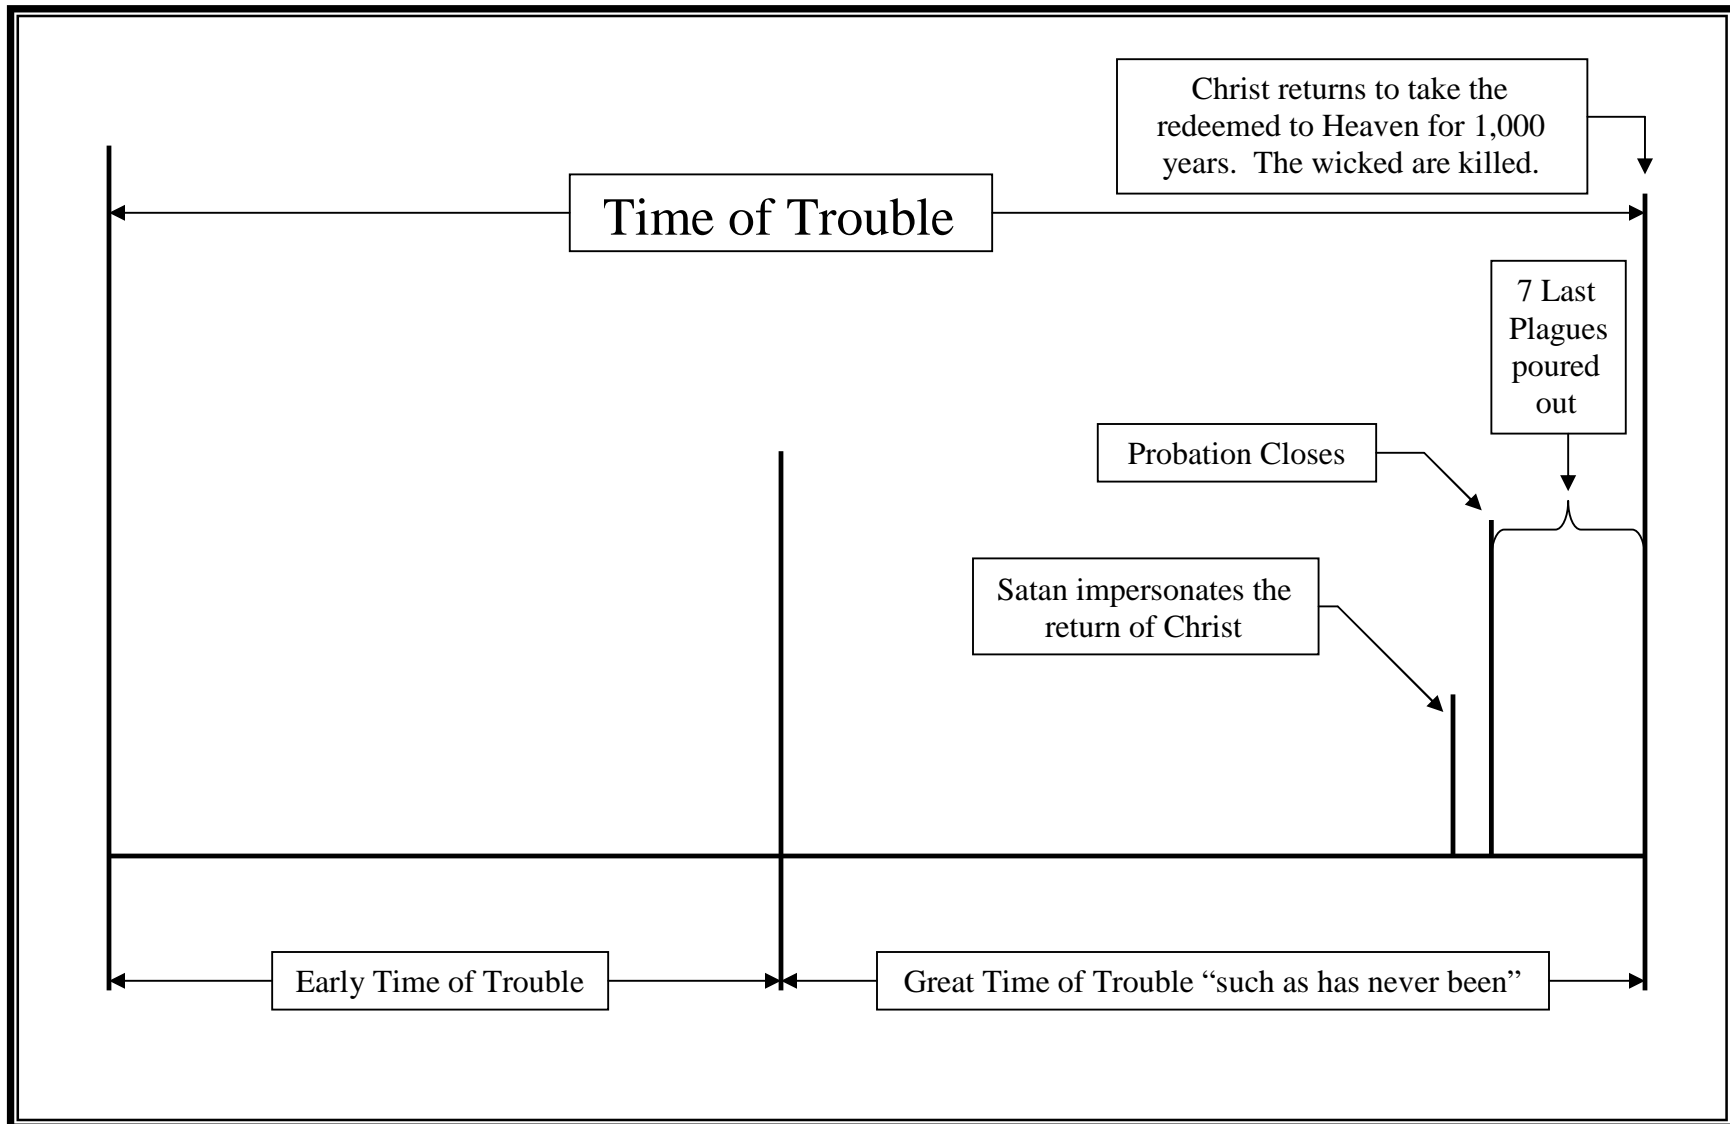 Christ returns to take the
redeemed to Heaven for 1,000
years.  The wicked are killed.
Time of Trouble
7 Last
Plagues
poured
out
Probation Closes
Satan impersonates the
return of Christ
Early Time of Trouble
Great Time of Trouble “such as has never been”